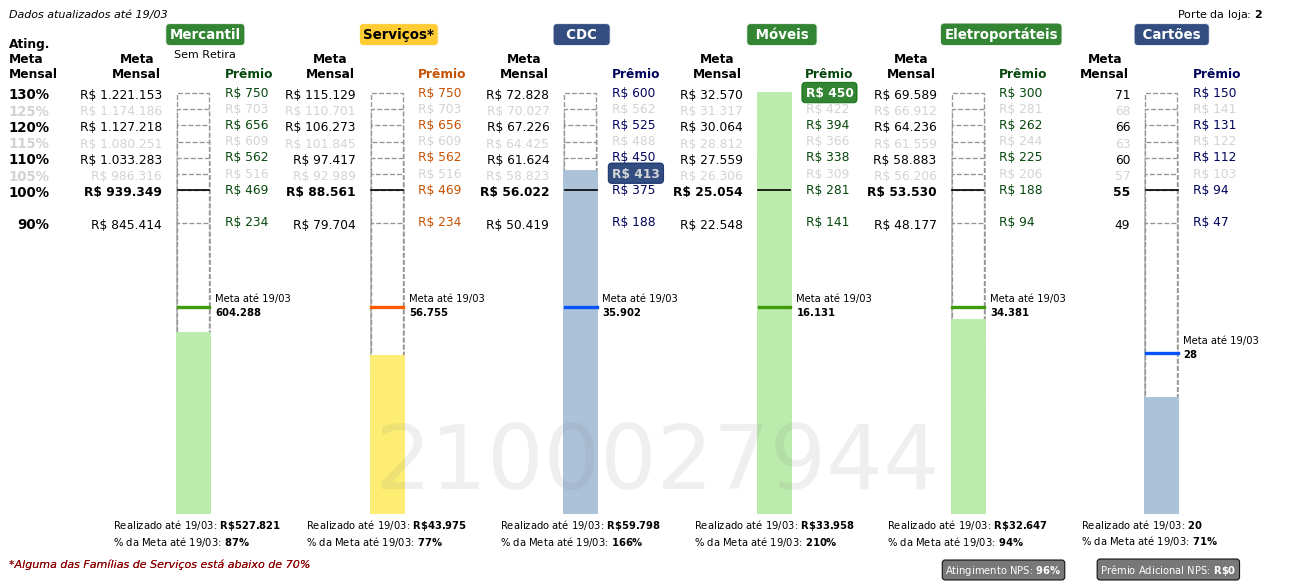 Dados atualizados até 19/03 Porte da loja: 2
Mercantil Serviços* CDC Móveis Eletroportáteis Cartões
Sem Retira
Ating. Meta Mensal Meta Mensal Prêmio Meta Mensal Prêmio Meta Mensal Prêmio Meta Mensal Prêmio Meta Mensal Prêmio Meta Mensal Prêmio
130% R$ 1.221.153 R$ 750 R$ 115.129 R$ 750 R$ 72.828 R$ 600 R$ 32.570 R$ 450 R$ 69.589 R$ 300 71 R$ 150
125% R$ 1.174.186 R$ 703 R$ 110.701 R$ 703 R$ 70.027 R$ 562 R$ 31.317 R$ 422 R$ 66.912 R$ 281 68 R$ 141
120% R$ 1.127.218 R$ 656 R$ 106.273 R$ 656 R$ 67.226 R$ 525 R$ 30.064 R$ 394 R$ 64.236 R$ 262 66 R$ 131
115% R$ 1.080.251 R$ 609 R$ 101.845 R$ 609 R$ 64.425 R$ 488 R$ 28.812 R$ 366 R$ 61.559 R$ 244 63 R$ 122
110% R$ 1.033.283 R$ 562 R$ 97.417 R$ 562 R$ 61.624 R$ 450 R$ 27.559 R$ 338 R$ 58.883 R$ 225 60 R$ 112
105% R$ 986.316 R$ 516 R$ 92.989 R$ 516 R$ 58.823 R$ 413 R$ 26.306 R$ 309 R$ 56.206 R$ 206 57 R$ 103
100% R$ 939.349 R$ 469 R$ 88.561 R$ 469 R$ 56.022 R$ 375 R$ 25.054 R$ 281 R$ 53.530 R$ 188 55 R$ 94
90% R$ 845.414 R$ 234 R$ 79.704 R$ 234 R$ 50.419 R$ 188 R$ 22.548 R$ 141 R$ 48.177 R$ 94 49 R$ 47
Meta até 19/03 Meta até 19/03 Meta até 19/03 Meta até 19/03 Meta até 19/03
604.288 56.755 35.902 16.131 34.381
Meta até 19/03
28
2100027944
Realizado até 19/03: R$527.821 Realizado até 19/03: R$43.975 Realizado até 19/03: R$59.798 Realizado até 19/03: R$33.958 Realizado até 19/03: R$32.647 Realizado até 19/03: 20
% da Meta até 19/03: 87% % da Meta até 19/03: 77% % da Meta até 19/03: 166% % da Meta até 19/03: 210% % da Meta até 19/03: 94% % da Meta até 19/03: 71%
*Alguma das Famílias de Serviços está abaixo de 70% Atingimento NPS: 96% Prêmio Adicional NPS: R$0